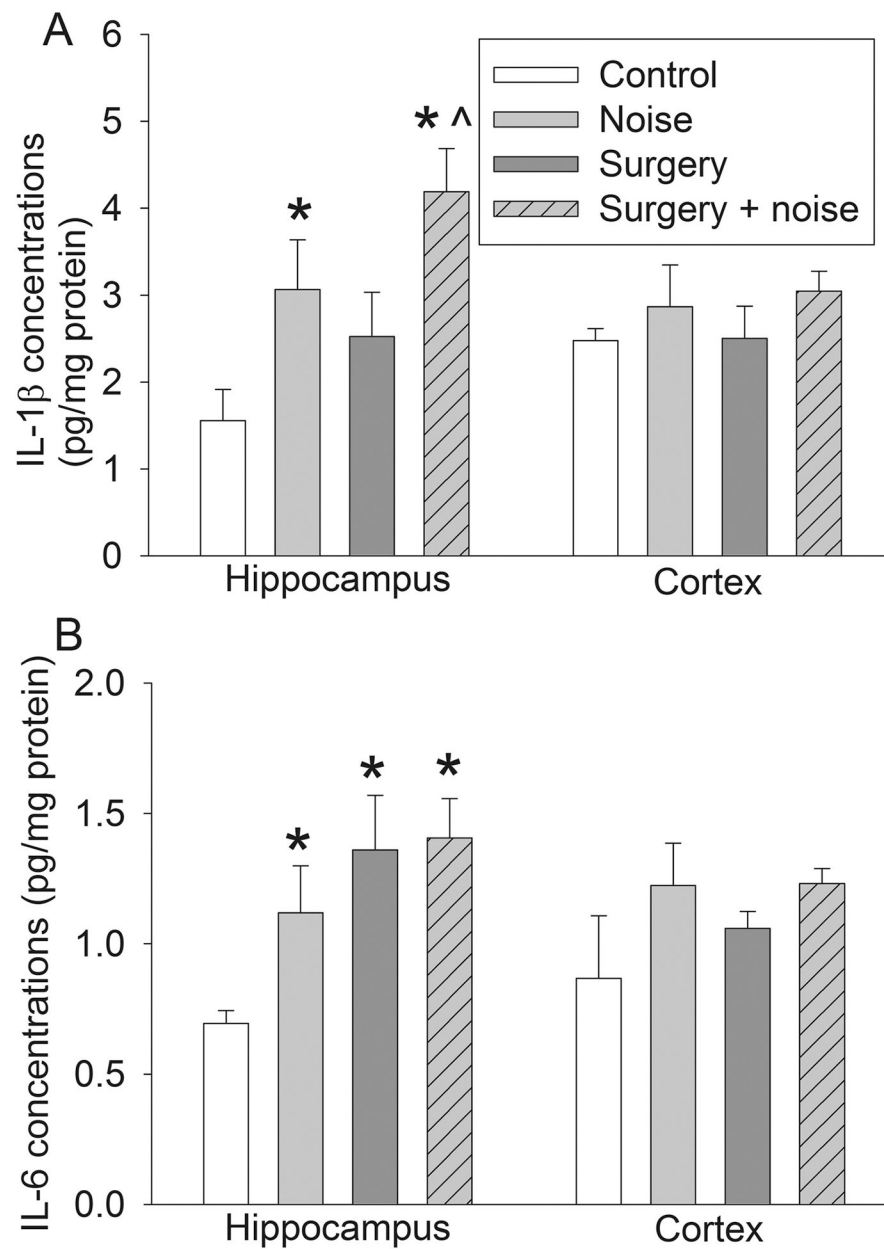 A
IL-1β concentrations
(pg/mg protein)
6
5
4
3
2
1
0
* * ^
Control
Noise
Surgery
Surgery + noise
Hippocampus Cortex
B
IL-6 concentrations (pg/mg protein)
2.0
1.5
1.0
0.5
0.0
* * *
Hippocampus Cortex